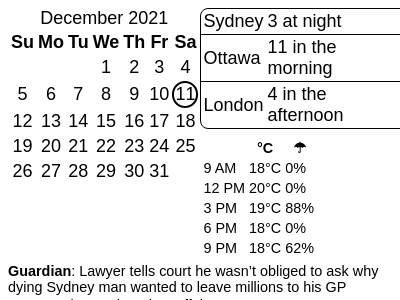 December 2021
Su Mo Tu We Th Fr Sa
1 2 3 4
5 6 7 8 9 10 11
12 13 14 15 16 17 18
19 20 21 22 23 24 25
26 27 28 29 30 31
Sydney 3 at night
Ottawa 11 in the
morning
London 4 in the
afternoon
°C ☂
9 AM 18°C 0%
12 PM 20°C 0%
3 PM 19°C 88%
6 PM 18°C 0%
9 PM 18°C 62%
Guardian: Lawyer tells court he wasn’t obliged to ask why
dying Sydney man wanted to leave millions to his GP